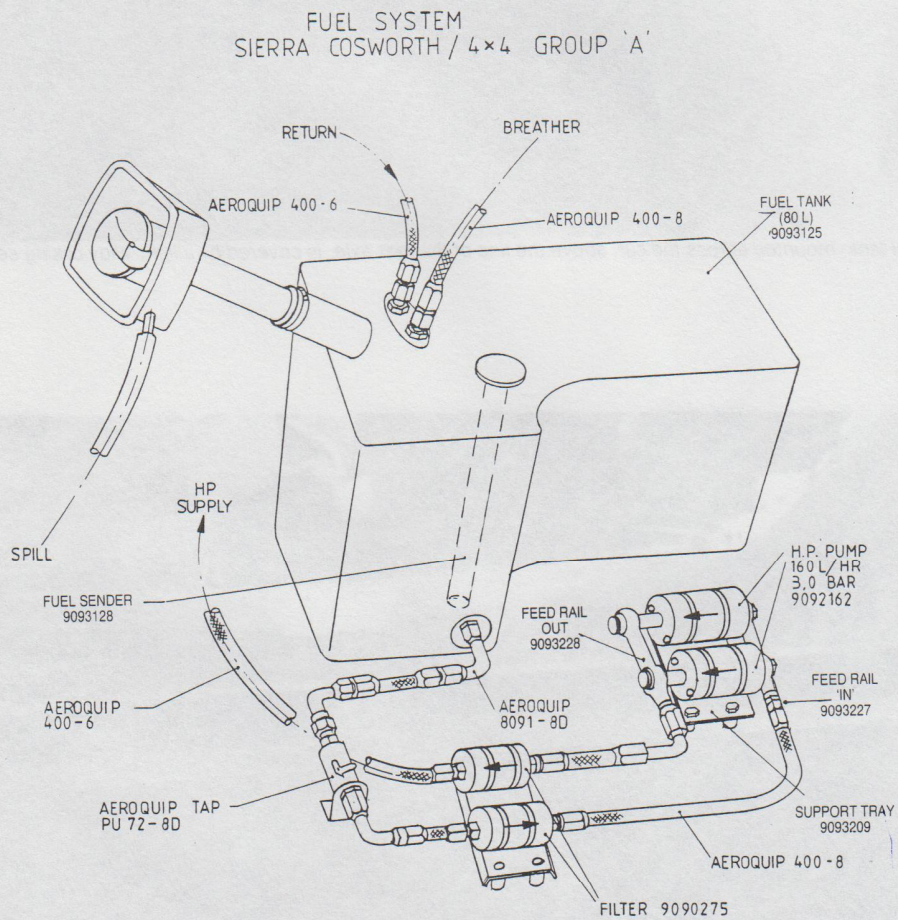 FUEL SYSTEM
SIERRA COSWORTH / 4×4 GROUP 'A'
RETURN
BREATHER
AEROQUIP 400-6
AEROQUIP 400-8
FUEL TANK
(80 L)
9093125
SPILL
HP
SUPPLY
FUEL SENDER
9093128
H.P. PUMP
160 L/HR
3,0 BAR
9092162
FEED RAIL
OUT
9093228
FEED RAIL
'IN'
9093227
AEROQUIP
400-6
AEROQUIP
8091-8D
AEROQUIP TAP
PU 72-8D
SUPPORT TRAY
9093209
AEROQUIP 400-8
FILTER 9090275